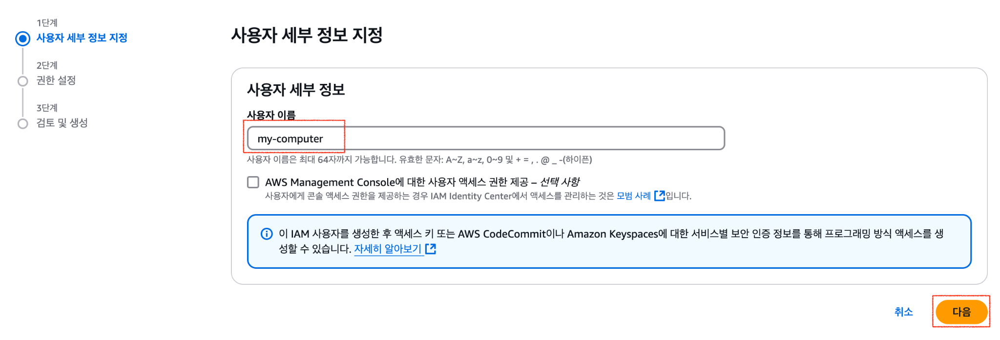 1단계
사용자 세부 정보 지정
2단계
권한 설정
3단계
검토 및 생성
사용자 세부 정보 지정
사용자 세부 정보
사용자 이름
my-computer
사용자 이름은 최대 64자까지 가능합니다. 유효한 문자: A~Z, a~z, 0~9 및 + = , . @ _ -(하이픈)
AWS Management Console에 대한 사용자 액세스 권한 제공 – 선택 사항
사용자에게 콘솔 액세스 권한을 제공하는 경우 IAM Identity Center에서 액세스를 관리하는 것은 모범 사례 입니다.
이 IAM 사용자를 생성한 후 액세스 키 또는 AWS CodeCommit이나 Amazon Keyspaces에 대한 서비스별 보안 인증 정보를 통해 프로그래밍 방식 액세스를 생
성할 수 있습니다. 자세히 알아보기
취소
다음